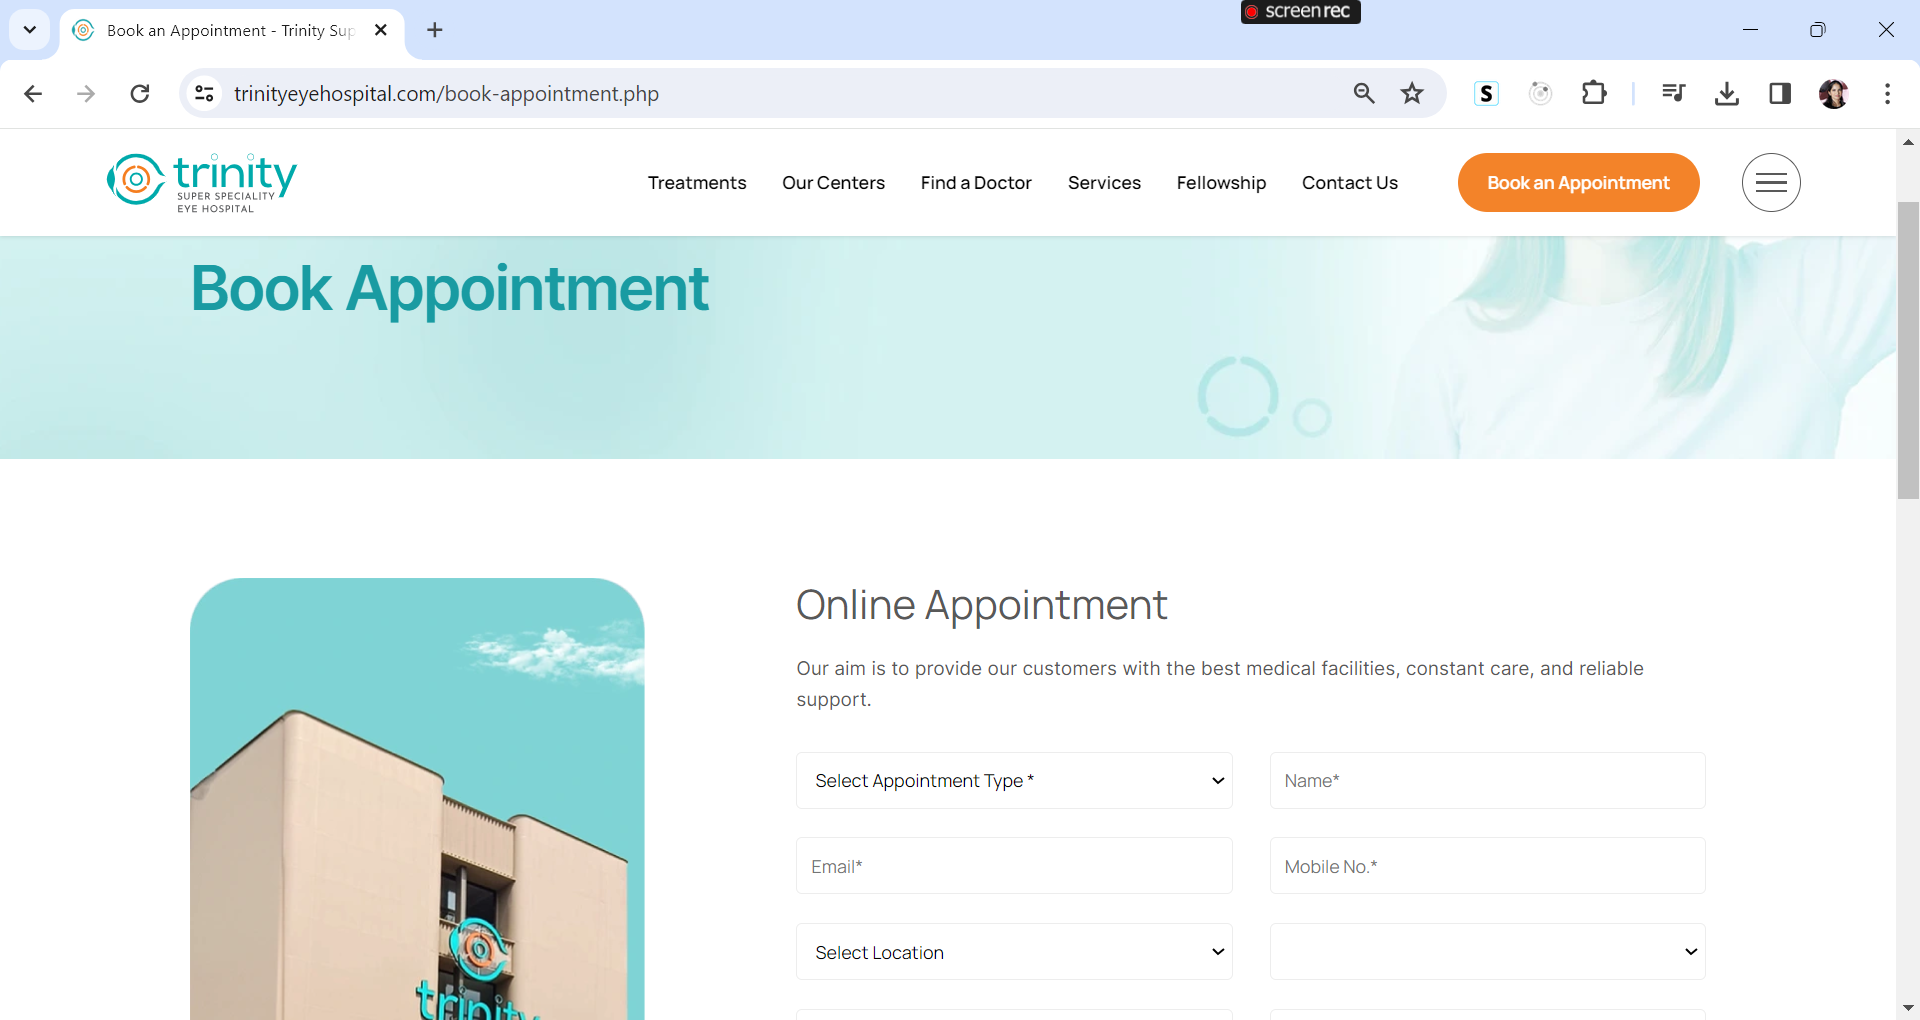 screenrec
Book an Appointment - Trinity Sup
trinityeyehospital.com/book-appointment.php
S
trinity
SUPER SPECIALITY
EYE HOSPITAL
Treatments
Our Centers
Find a Doctor
Services
Fellowship
Contact Us
Book an Appointment
Book Appointment
Online Appointment
Our aim is to provide our customers with the best medical facilities, constant care, and reliable
support.
Select Appointment Type *
Name*
Email*
Mobile No.*
Select Location
trinity